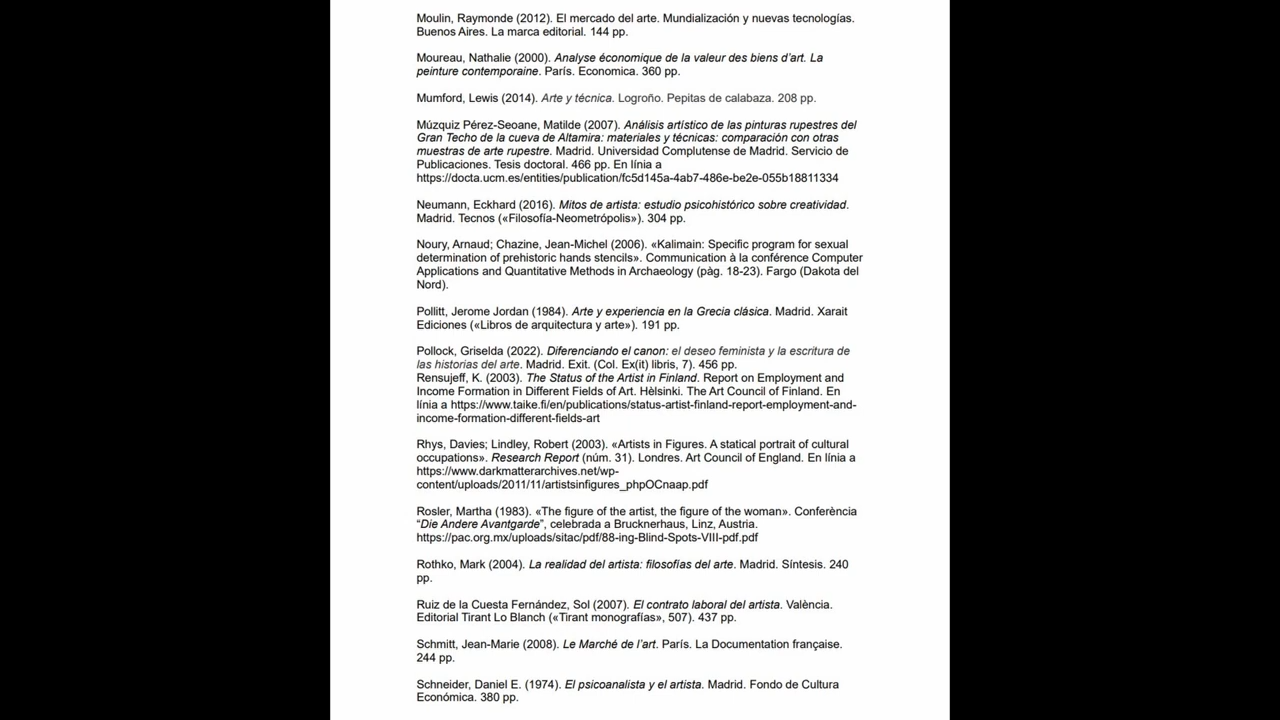 Moulin, Raymonde (2012). El mercado del arte. Mundialización y nuevas tecnologías.
Buenos Aires. La marca editorial. 144 pp.
Moureau, Nathalie (2000). Analyse économique de la valeur des biens d'art. La
peinture contemporaine. París. Economica. 360 pp.
Mumford, Lewis (2014). Arte y técnica. Logroño. Pepitas de calabaza. 208 pp.
Múzquiz Pérez-Seoane, Matilde (2007). Análisis artístico de las pinturas rupestres del
Gran Techo de la cueva de Altamira: materiales y técnicas: comparación con otras
muestras de arte rupestre. Madrid. Universidad Complutense de Madrid. Servicio de
Publicaciones. Tesis doctoral. 466 pp. En línia a
https://docta.ucm.es/entities/publication/fc5d145a-4ab7-486e-be2e-055b18811334
Neumann, Eckhard (2016). Mitos de artista: estudio psicohistórico sobre creatividad.
Madrid. Tecnos («Filosofía-Neometrópolis»). 304 pp.
Noury, Arnaud; Chazine, Jean-Michel (2006). «Kalimain: Specific program for sexual
determination of prehistoric hands stencils». Communication à la conférence Computer
Applications and Quantitative Methods in Archaeology (pàg. 18-23). Fargo (Dakota del
Nord).
Pollitt, Jerome Jordan (1984). Arte y experiencia en la Grecia clásica. Madrid. Xarait
Ediciones («Libros de arquitectura y arte»). 191 pp.
Pollock, Griselda (2022). Diferenciando el canon: el deseo feminista y la escritura de
las historias del arte. Madrid. Exit. (Col. Ex(it) libris, 7). 456 pp.
Rensujeff, K. (2003). The Status of the Artist in Finland. Report on Employment and
Income Formation in Different Fields of Art. Hèlsinki. The Art Council of Finland. En
línia a https://www.taike.fi/en/publications/status-artist-finland-report-employment-and-
income-formation-different-fields-art
Rhys, Davies; Lindley, Robert (2003). «Artists in Figures. A statical portrait of cultural
occupations». Research Report (núm. 31). Londres. Art Council of England. En línia a
https://www.darkmatterarchives.net/wp-
content/uploads/2011/11/artistsinfigures_phpOCnaap.pdf
Rosler, Martha (1983). «The figure of the artist, the figure of the woman». Conferència
“Die Andere Avantgarde”, celebrada a Brucknerhaus, Linz, Austria.
https://pac.org.mx/uploads/sitac/pdf/88-ing-Blind-Spots-VIII-pdf.pdf
Rothko, Mark (2004). La realidad del artista: filosofías del arte. Madrid. Síntesis. 240
pp.
Ruiz de la Cuesta Fernández, Sol (2007). El contrato laboral del artista. València.
Editorial Tirant Lo Blanch («Tirant monografías», 507). 437 pp.
Schmitt, Jean-Marie (2008). Le Marché de l'art. París. La Documentation française.
244 pp.
Schneider, Daniel E. (1974). El psicoanalista y el artista. Madrid. Fondo de Cultura
Económica. 380 pp.